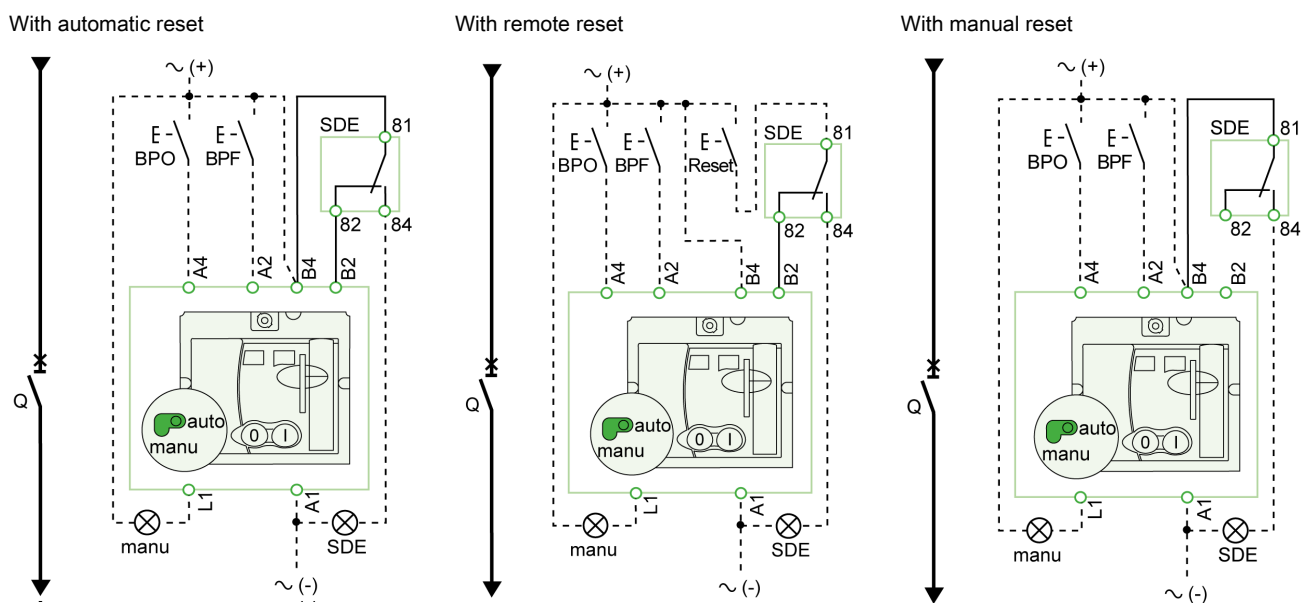 With automatic reset
∼ (+)
BPO
BPF
SDE
81
82
84
A4
A2
B4
B2
Q
auto
manu
0 I
L1
A1
manu
SDE
∼ (-)
With remote reset
∼ (+)
BPO
BPF
Reset
SDE
81
82
84
A4
A2
B4
B2
Q
auto
manu
0 I
L1
A1
manu
SDE
∼ (-)
With manual reset
∼ (+)
BPO
BPF
SDE
81
82
84
A4
A2
B4
B2
Q
auto
manu
0 I
L1
A1
manu
SDE
∼ (-)